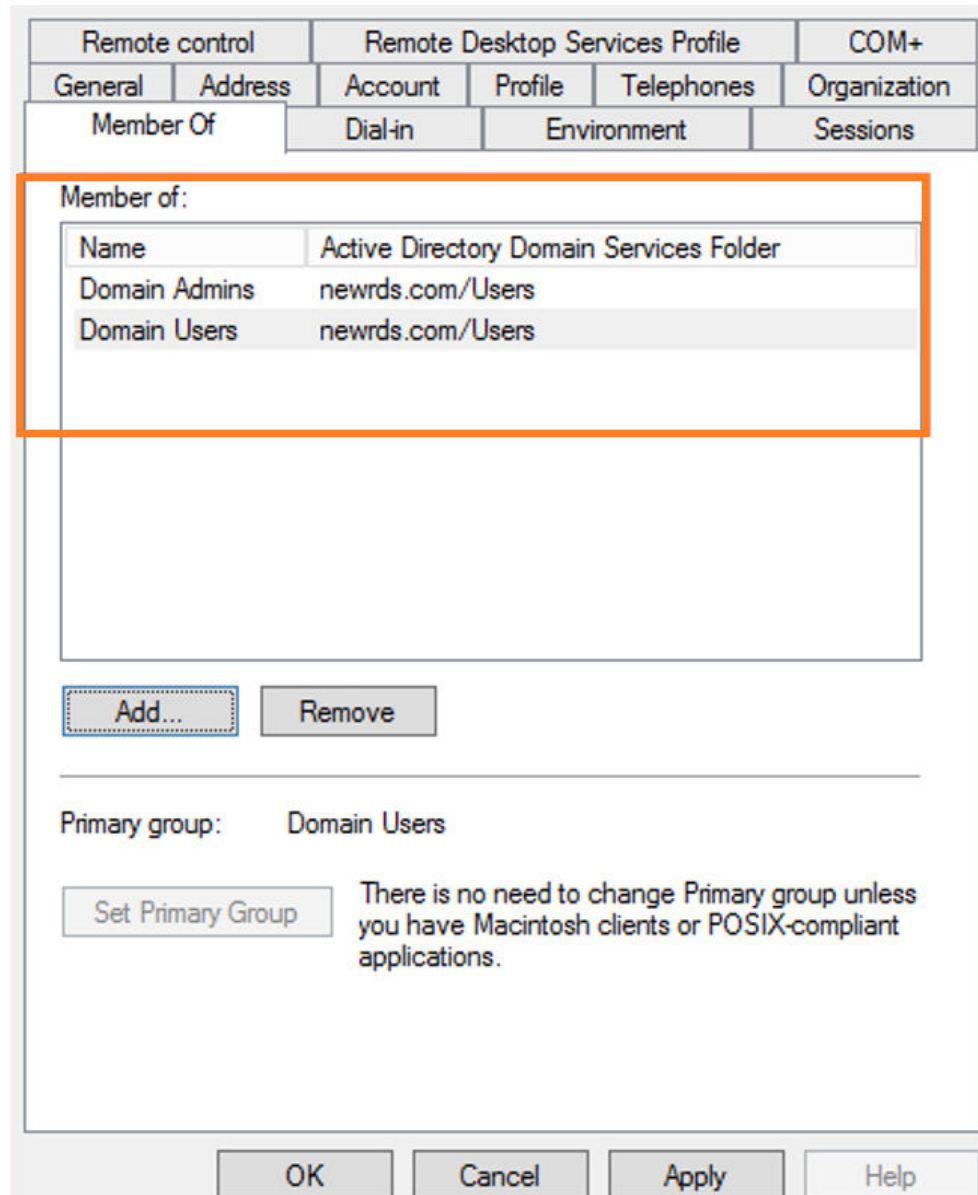 Remote control Remote Desktop Services Profile COM+
General Address Account Profile Telephones Organization
Member Of Dial-in Environment Sessions
Member of:
Name Active Directory Domain Services Folder
Domain Admins newrds.com/Users
Domain Users newrds.com/Users
Add... Remove
Primary group: Domain Users
Set Primary Group
There is no need to change Primary group unless
you have Macintosh clients or POSIX-compliant
applications.
OK Cancel Apply Help